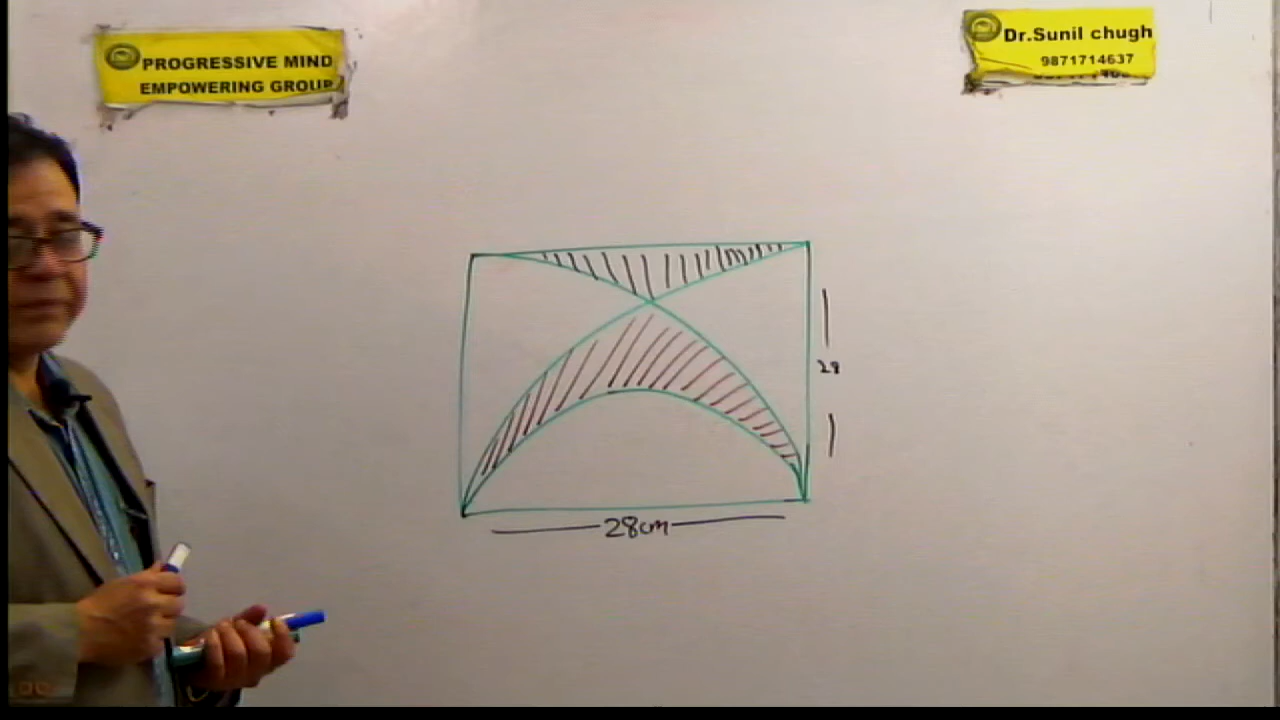 PROGRESSIVE MIND
EMPOWERING GROUP
Dr.Sunil chugh
9871714637
28
28cm